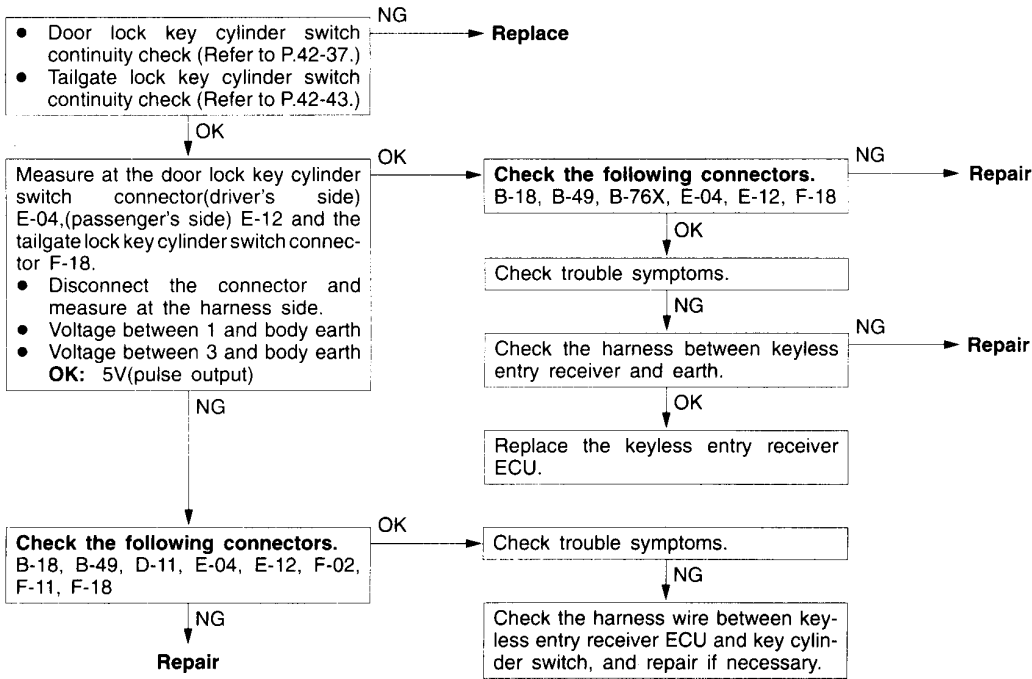 ● Door lock key cylinder switch
continuity check (Refer to P.42-37.)
● Tailgate lock key cylinder switch
continuity check (Refer to P.42-43.)
NG
Replace
OK
Measure at the door lock key cylinder
switch connector(driver's side)
E-04,(passenger's side) E-12 and the
tailgate lock key cylinder switch connec-
tor F-18.
● Disconnect the connector and
measure at the harness side.
● Voltage between 1 and body earth
● Voltage between 3 and body earth
OK: 5V(pulse output)
OK
Check the following connectors.
B-18, B-49, B-76X, E-04, E-12, F-18
NG
Repair
OK
Check trouble symptoms.
NG
Check the harness between keyless
entry receiver and earth.
NG
Repair
OK
Replace the keyless entry receiver
ECU.
NG
Check the following connectors.
B-18, B-49, D-11, E-04, E-12, F-02,
F-11, F-18
OK
Check trouble symptoms.
NG
Check the harness wire between key-
less entry receiver ECU and key cylin-
der switch, and repair if necessary.
NG
Repair